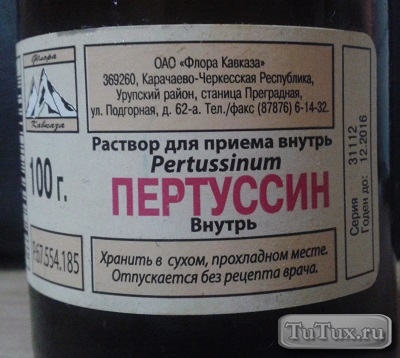 Флора
Кавказа
ОАО «Флора Кавказа»
369260, Карачаево-Черкесская Республика,
Урупский район, станица Преградная,
ул. Подгорная, д. 62-а. Тел./факс (87876) 6-14-32.
100 г.
Раствор для приема внутрь
Pertussinum
ПЕРТУССИН
Внутрь
Серия 31112
Годен до: 12.2016
67.554.185
Хранить в сухом, прохладном месте.
Отпускается без рецепта врача.
TuTux.ru